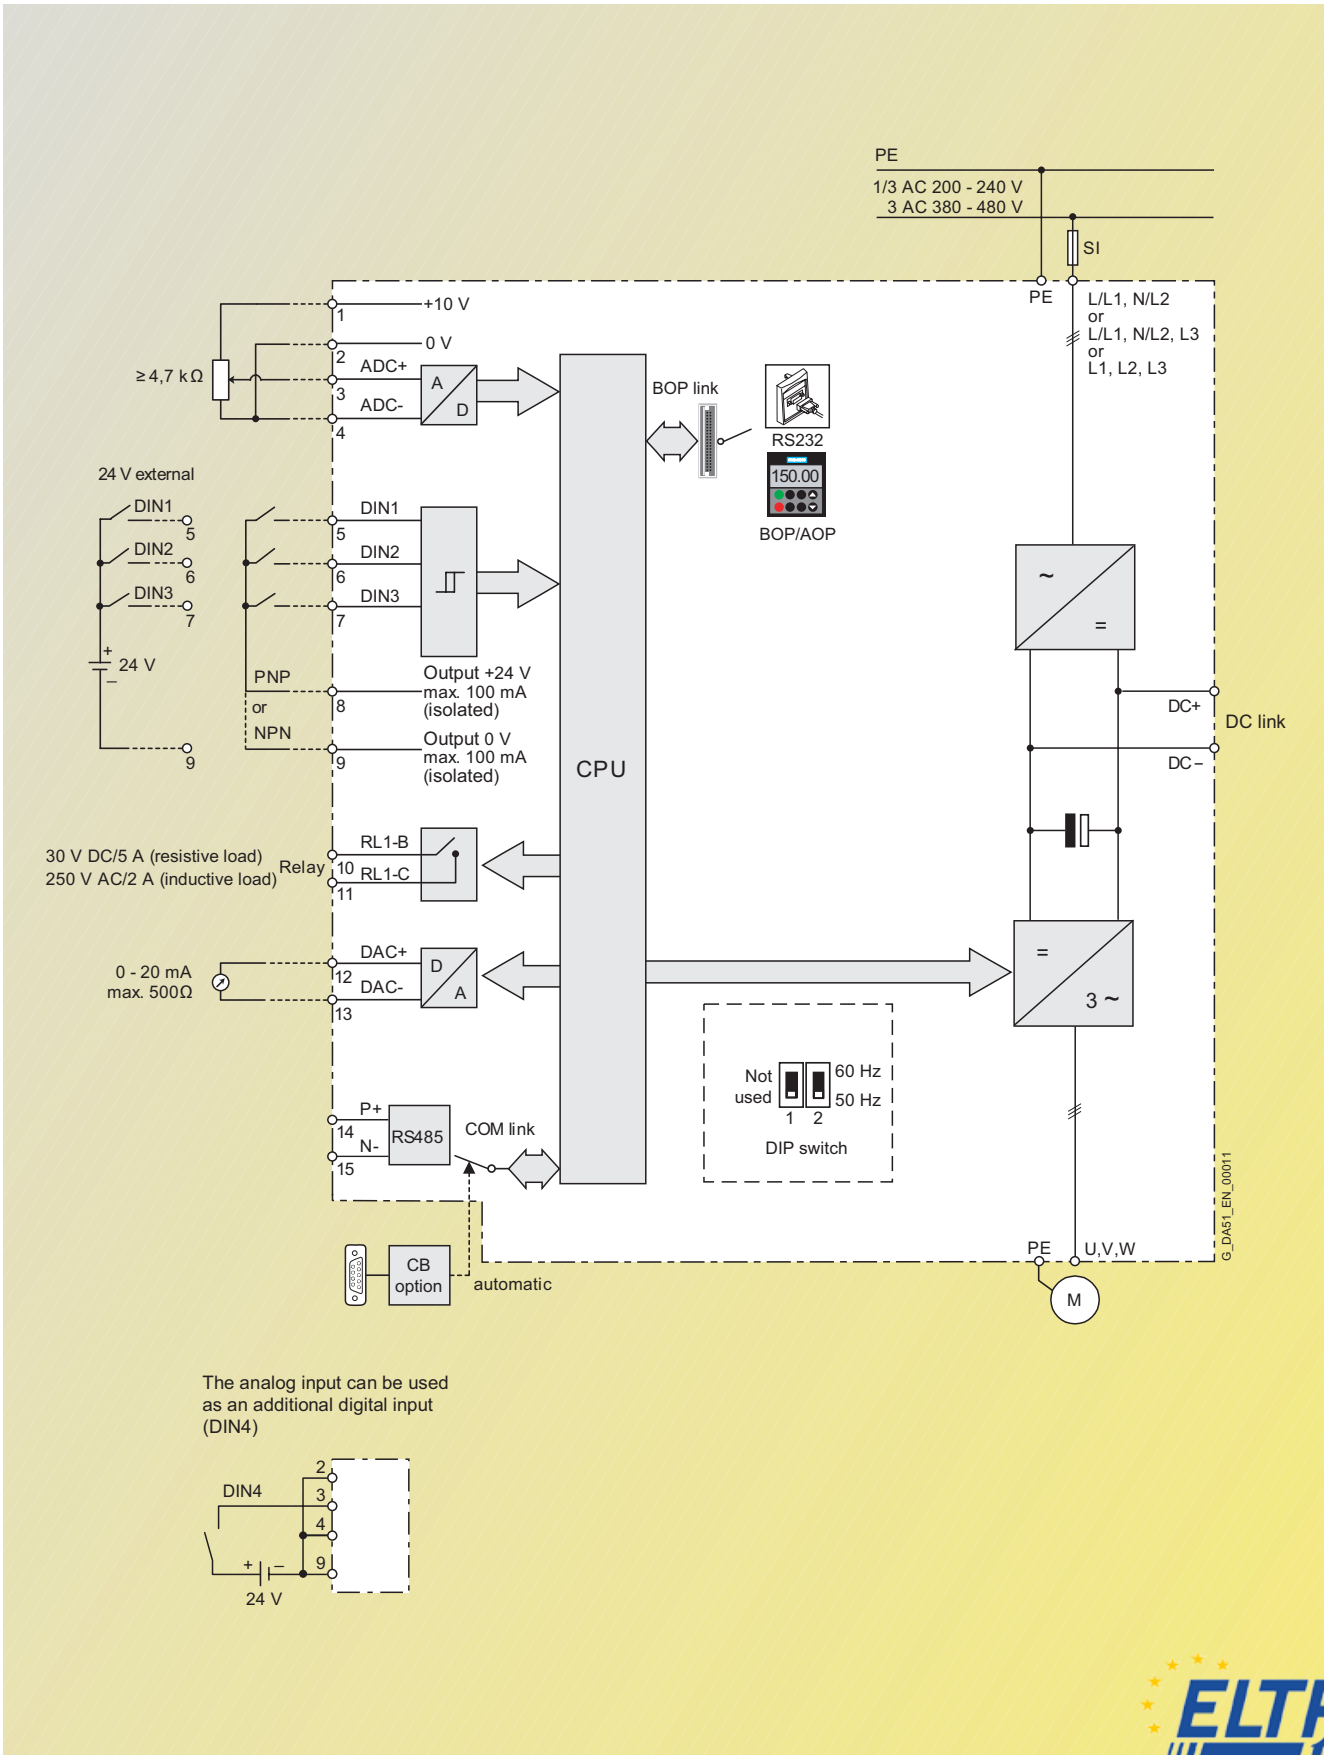 PE
1/3 AC 200 - 240 V
3 AC 380 - 480 V
SI
PE
L/L1, N/L2
or
L/L1, N/L2, L3
or
L1, L2, L3
1
+10 V
2
0 V
≥ 4,7 kΩ
ADC+
3
ADC-
4
A
D
BOP link
RS232
150.00
BOP/AOP
24 V external
DIN1
5
DIN2
6
DIN3
7
+
24 V
–
9
DIN1
5
DIN2
6
DIN3
7
PNP
or
NPN
8
Output +24 V
max. 100 mA
(isolated)
9
Output 0 V
max. 100 mA
(isolated)
CPU
~
=
DC+
DC link
DC –
30 V DC/5 A (resistive load)
250 V AC/2 A (inductive load)
Relay
RL1-B
10
RL1-C
11
0 - 20 mA
max. 500Ω
DAC+
12
DAC-
13
D
A
=
3 ~
Not
used
60 Hz
50 Hz
1 2
DIP switch
P+
14
N-
15
RS485
COM link
CB
option
automatic
PE
U,V,W
M
G_DA51_EN_00011
The analog input can be used
as an additional digital input
(DIN4)
DIN4
2
3
4
9
+ –
24 V